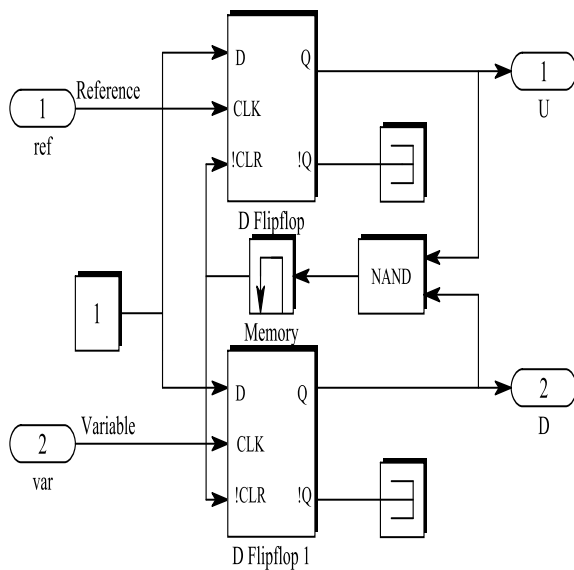 D
Q
1
Reference
1
CLK
U
ref
!CLR
!Q
D Flipflop
NAND
1
Memory
D
Q
2
Variable
2
CLK
D
var
!CLR
!Q
D Flipflop 1